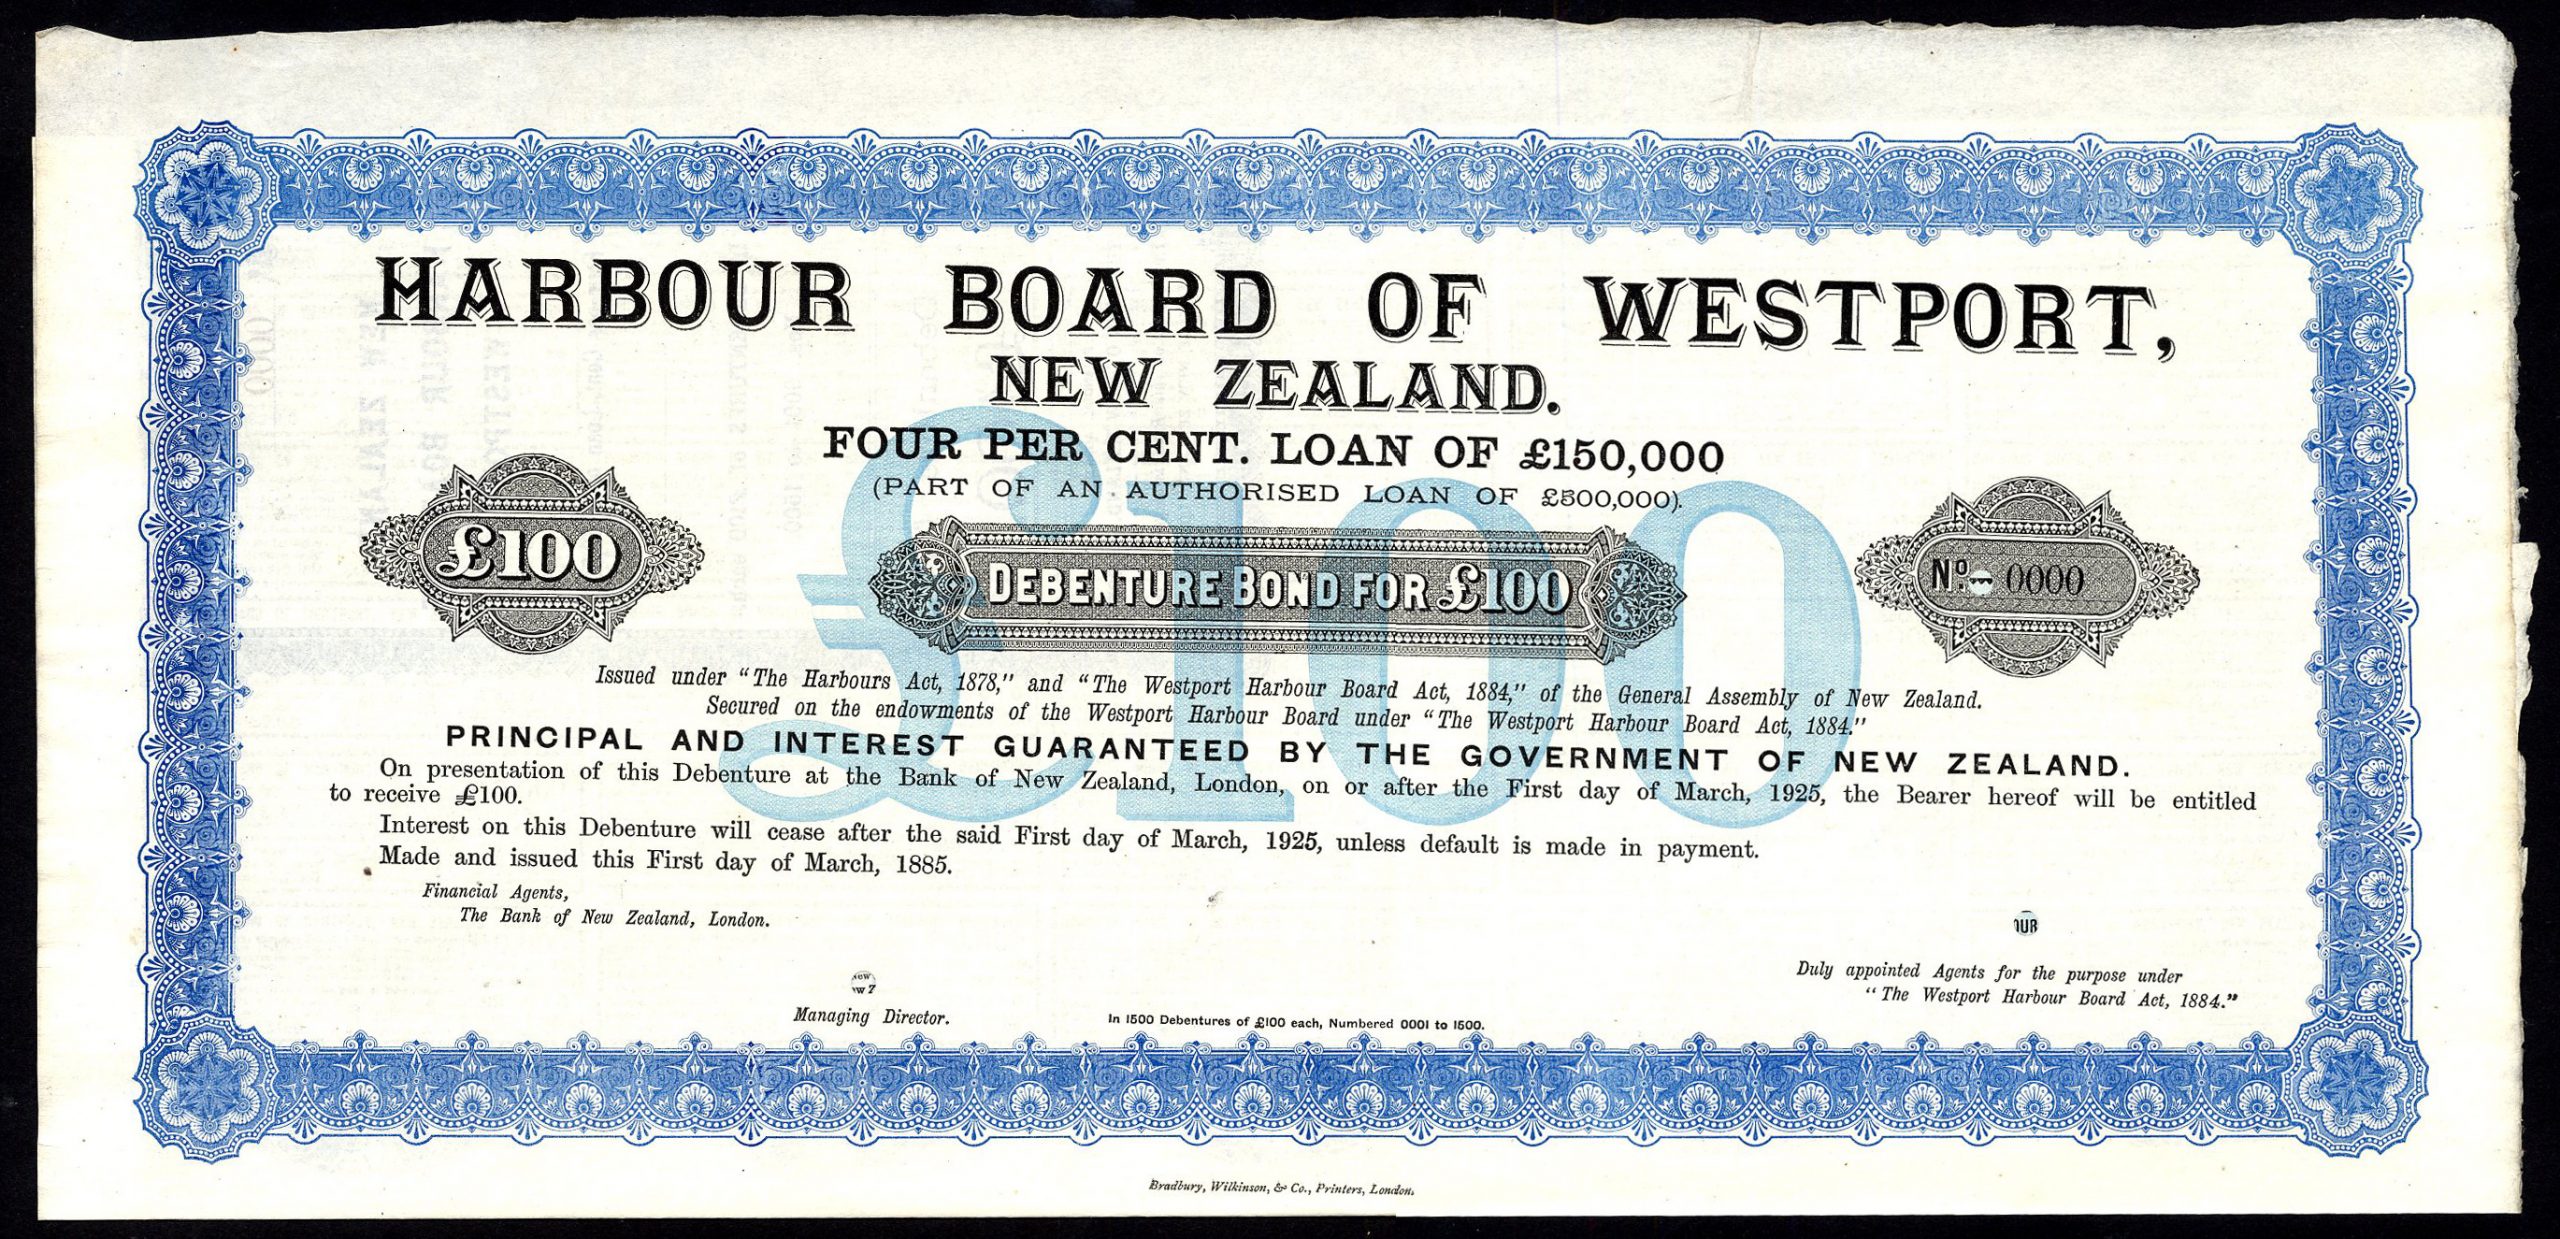 HARBOUR BOARD OF WESTPORT,
NEW ZEALAND.
FOUR PER CENT. LOAN OF £150,000
(PART OF AN AUTHORISED LOAN OF £500,000).
£100
DEBENTURE BOND FOR £100
No. 0000
£100
Issued under "The Harbours Act, 1878," and "The Westport Harbour Board Act, 1884," of the General Assembly of New Zealand.
Secured on the endowments of the Westport Harbour Board under "The Westport Harbour Board Act, 1884."
PRINCIPAL AND INTEREST GUARANTEED BY THE GOVERNMENT OF NEW ZEALAND.
On presentation of this Debenture at the Bank of New Zealand, London, on or after the First day of March, 1925, the Bearer hereof will be entitled
to receive £100.
Interest on this Debenture will cease after the said First day of March, 1925, unless default is made in payment.
Made and issued this First day of March, 1885.
Financial Agents,
The Bank of New Zealand, London.
Managing Director.
In 1500 Debentures of £100 each, Numbered 0001 to 1500.
Duly appointed Agents for the purpose under
"The Westport Harbour Board Act, 1884."
Bradbury, Wilkinson, & Co., Printers, London.